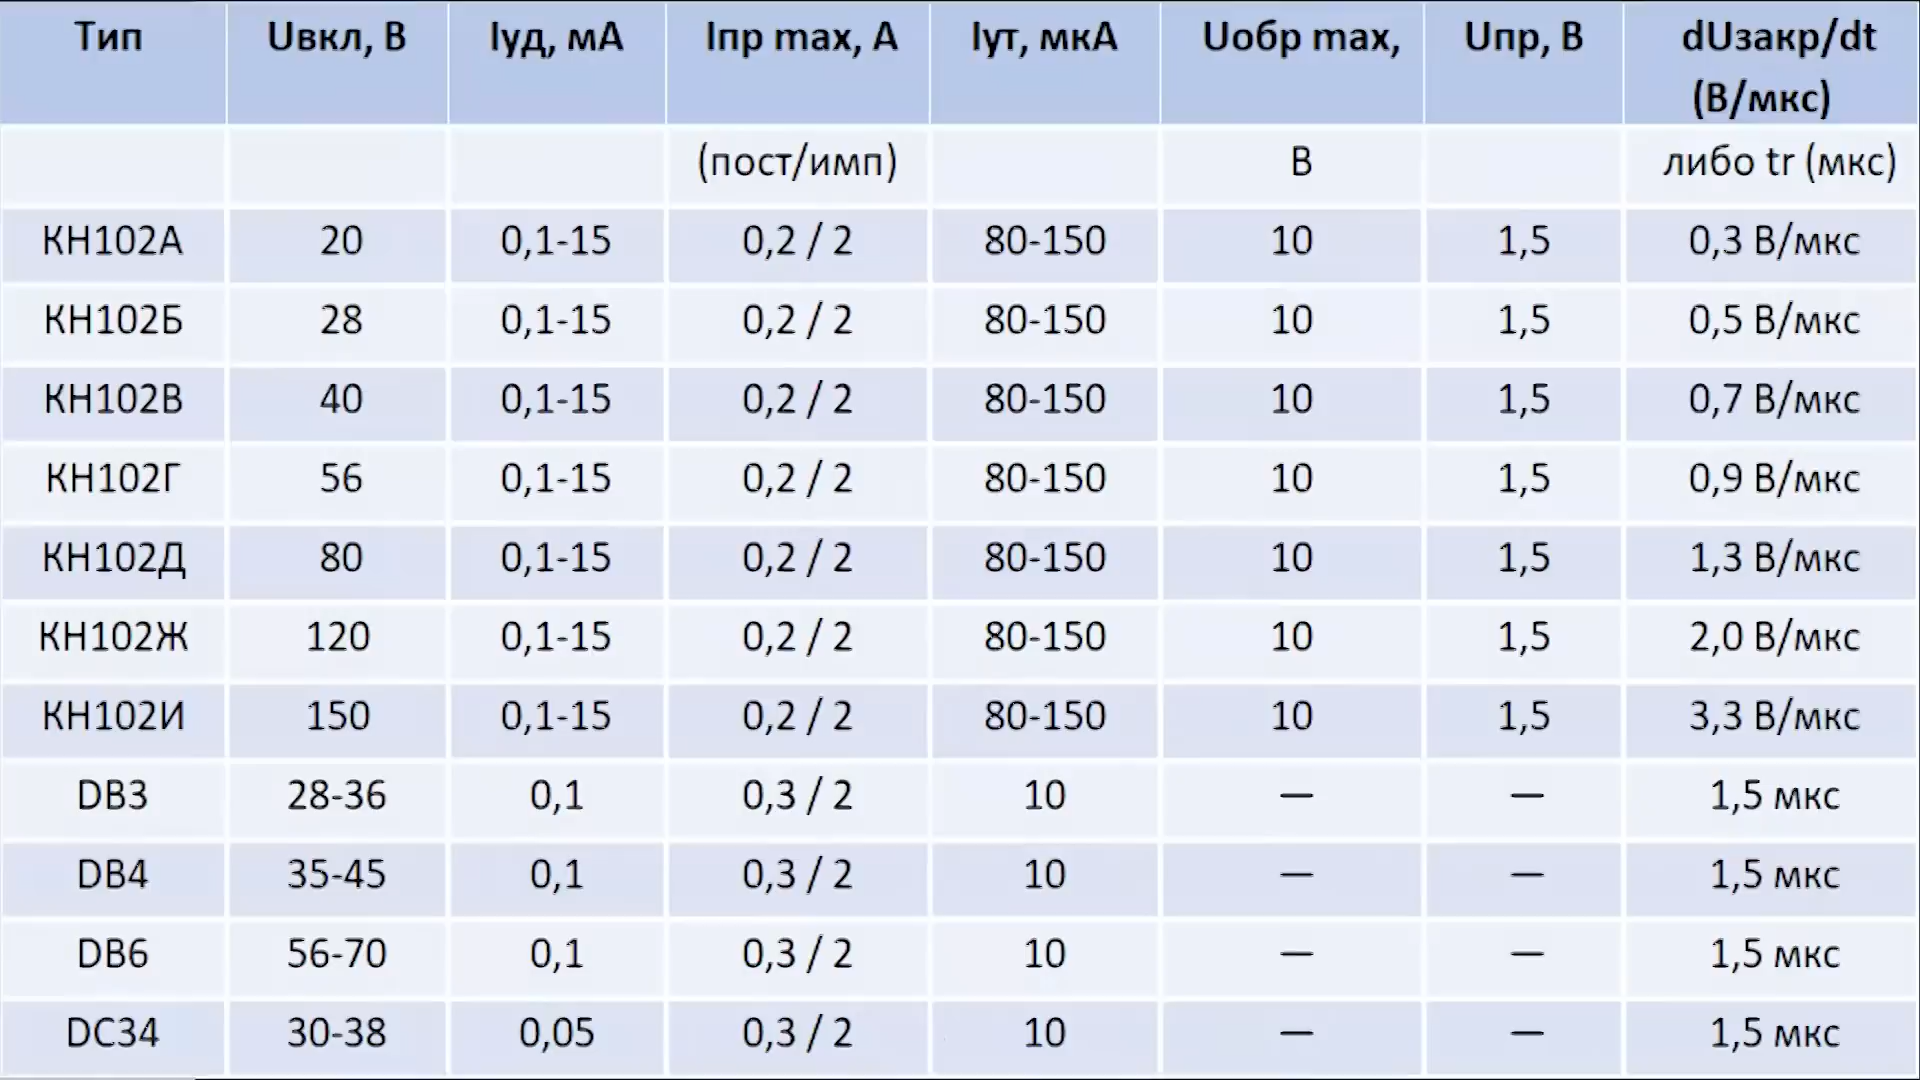 Тип Uвкл, В Iуд, мА Iпр max, А Iут, мкА Uобр max, Uпр, В dUзакр/dt
(В/мкс)
(пост/имп) В либо tr (мкс)
КН102А 20 0,1-15 0,2 / 2 80-150 10 1,5 0,3 В/мкс
КН102Б 28 0,1-15 0,2 / 2 80-150 10 1,5 0,5 В/мкс
КН102В 40 0,1-15 0,2 / 2 80-150 10 1,5 0,7 В/мкс
КН102Г 56 0,1-15 0,2 / 2 80-150 10 1,5 0,9 В/мкс
КН102Д 80 0,1-15 0,2 / 2 80-150 10 1,5 1,3 В/мкс
КН102Ж 120 0,1-15 0,2 / 2 80-150 10 1,5 2,0 В/мкс
КН102И 150 0,1-15 0,2 / 2 80-150 10 1,5 3,3 В/мкс
DB3 28-36 0,1 0,3 / 2 10 — — 1,5 мкс
DB4 35-45 0,1 0,3 / 2 10 — — 1,5 мкс
DB6 56-70 0,1 0,3 / 2 10 — — 1,5 мкс
DC34 30-38 0,05 0,3 / 2 10 — — 1,5 мкс